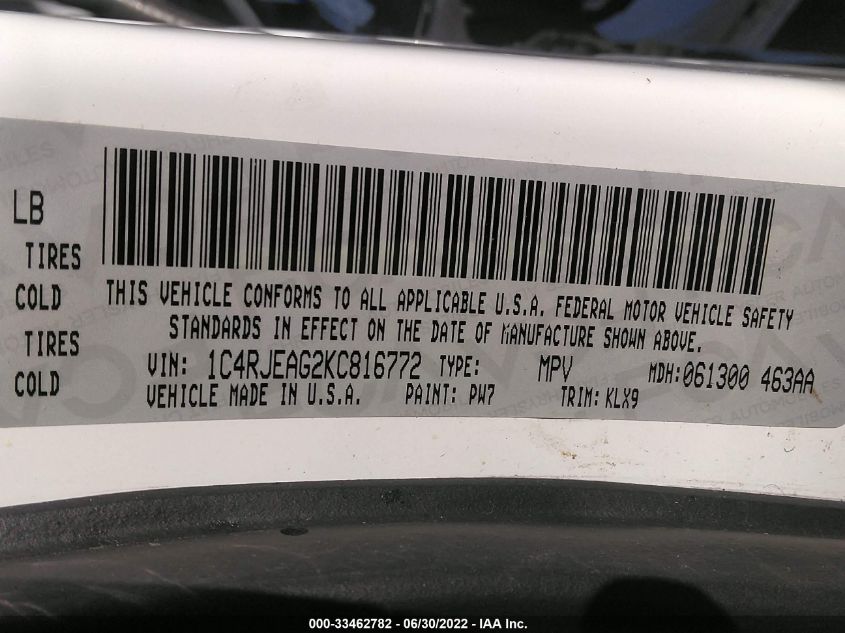 LB
TIRES
COLD
TIRES
COLD
THIS VEHICLE CONFORMS TO ALL APPLICABLE U.S.A. FEDERAL MOTOR VEHICLE SAFETY
STANDARDS IN EFFECT ON THE DATE OF MANUFACTURE SHOWN ABOVE.
VIN: 1C4RJEAG2KC816772 TYPE: MPV MDH:061300 463AA
VEHICLE MADE IN U.S.A. PAINT: PW7 TRIM: KLX9
000-33462782 - 06/30/2022 - IAA Inc.